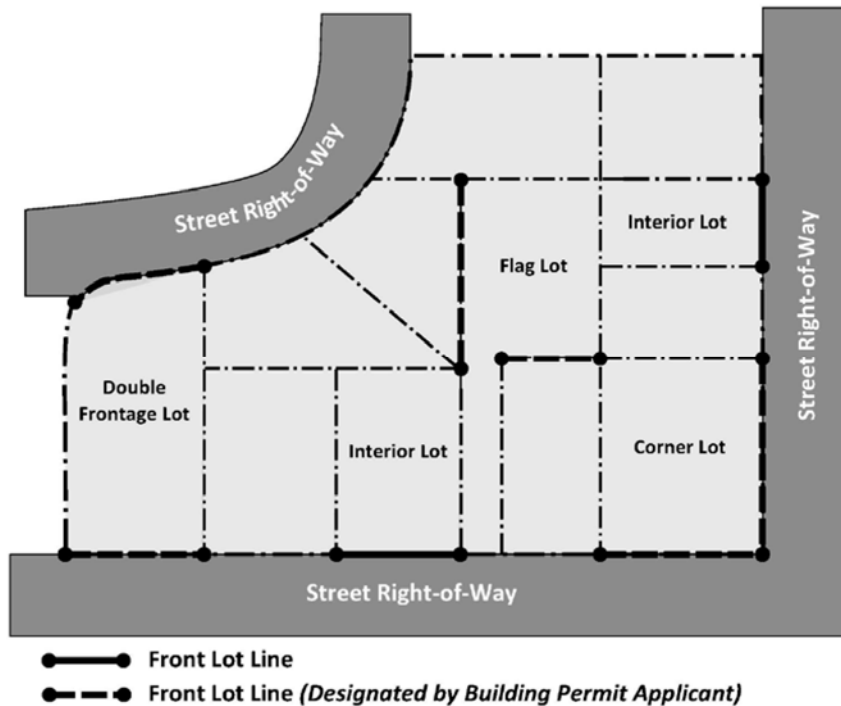 Street Right-of-Way
Interior Lot
Flag Lot
Street Right-of-Way
Double
Frontage Lot
Interior Lot
Corner Lot
Street Right-of-Way
Front Lot Line
Front Lot Line (Designated by Building Permit Applicant)